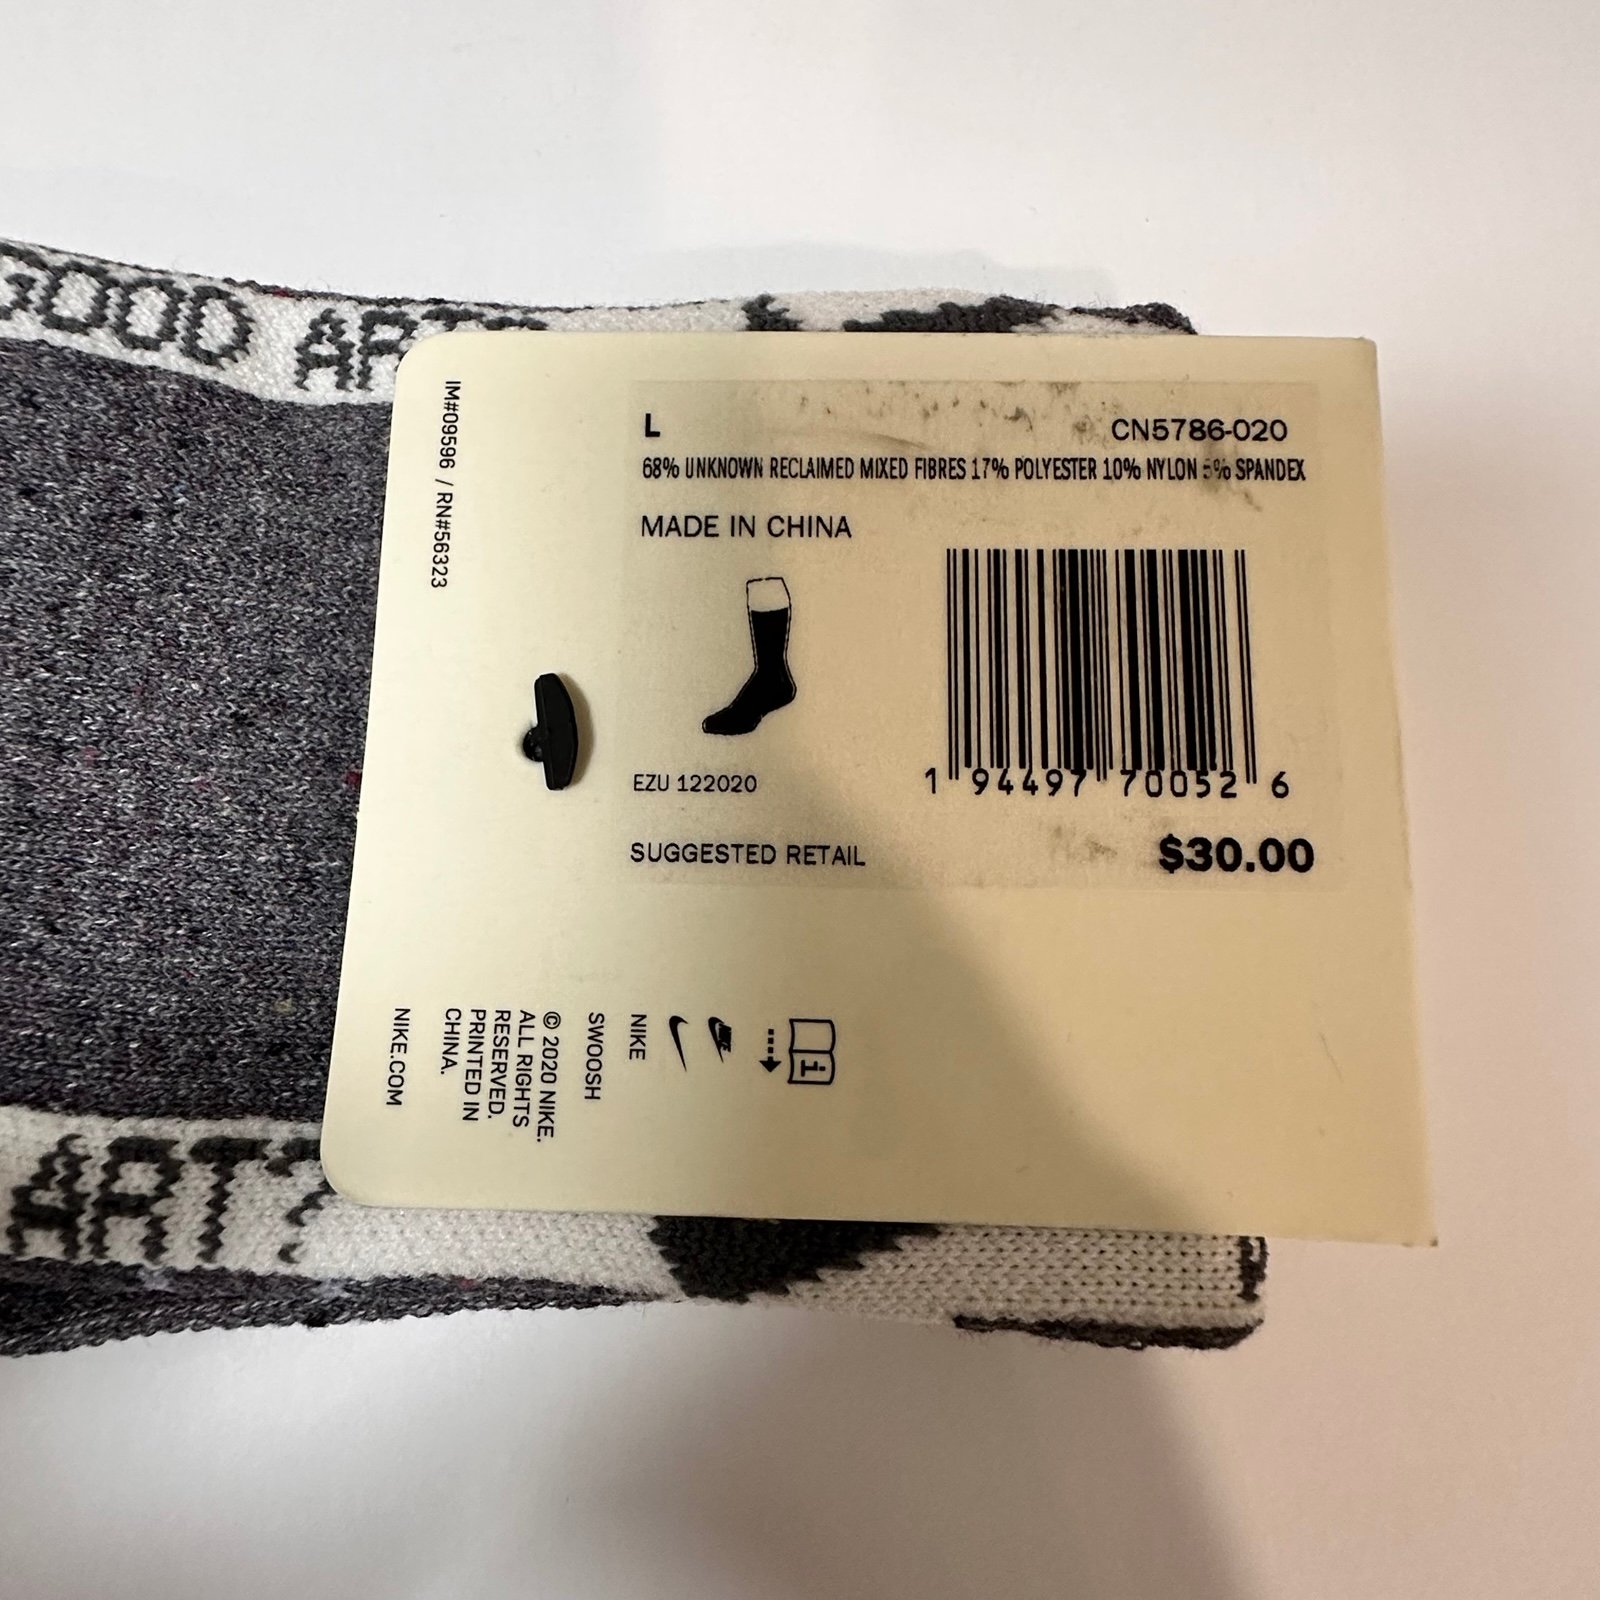 GOOD ART?
L
CN5786-020
68% UNKNOWN RECLAIMED MIXED FIBRES 17% POLYESTER 10% NYLON 5% SPANDEX
MADE IN CHINA
1 94497 70052 6
EZU 122020
SUGGESTED RETAIL
$30.00
IM#09596 / RN#56323
NIKE
SWOOSH
© 2020 NIKE.
ALL RIGHTS
RESERVED.
PRINTED IN
CHINA.
NIKE.COM
ART?